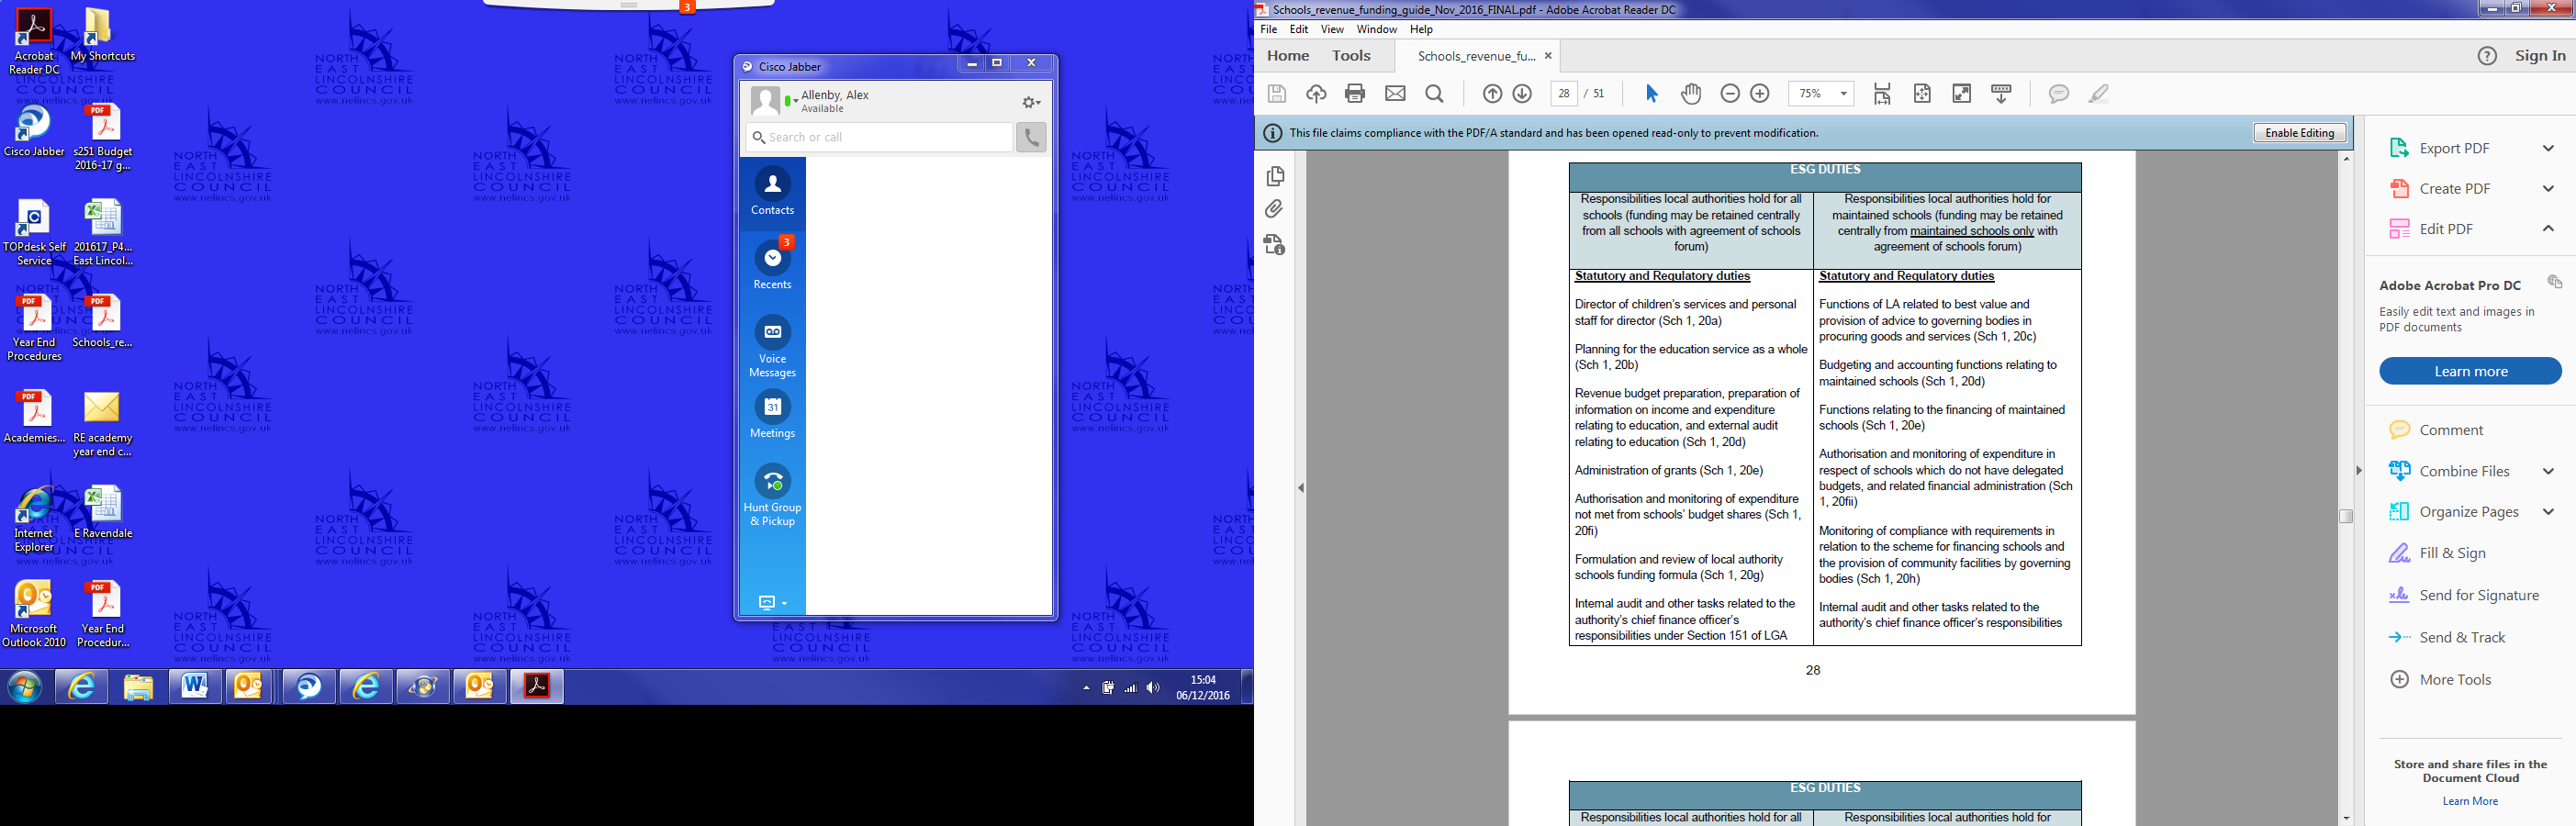 Acrobat
Reader DC
My Shortcuts
Cisco Jabber
s251 Budget
2016-17 g...
TOPdesk Self
Service
201617_P4...
East Lincol...
Year End
Procedures
Schools_re...
Academies...
RE academy
year end c...
Internet
Explorer
E Ravendale
Microsoft
Outlook 2010
Year End
Procedur...
NORTH
EAST
LINCOLNSHIRE
COUNCIL
www.nelincs.gov.uk
3
Cisco Jabber
Allenby, Alex
Available
Search or call
Contacts
3
Recents
Voice
Messages
31
Meetings
Hunt Group
& Pickup
15:04
06/12/2016
Schools_revenue_funding_guide_Nov_2016_FINAL.pdf - Adobe Acrobat Reader DC
File Edit View Window Help
Home Tools Schools_revenue_fu... × Sign In
28 / 51 75%
This file claims compliance with the PDF/A standard and has been opened read-only to prevent modification.
Enable Editing
ESG DUTIES
Responsibilities local authorities hold for all
schools (funding may be retained centrally
from all schools with agreement of schools
forum)
Responsibilities local authorities hold for
maintained schools (funding may be retained
centrally from maintained schools only with
agreement of schools forum)
Statutory and Regulatory duties
Director of children's services and personal
staff for director (Sch 1, 20a)
Planning for the education service as a whole
(Sch 1, 20b)
Revenue budget preparation, preparation of
information on income and expenditure
relating to education, and external audit
relating to education (Sch 1, 20d)
Administration of grants (Sch 1, 20e)
Authorisation and monitoring of expenditure
not met from schools' budget shares (Sch 1,
20fi)
Formulation and review of local authority
schools funding formula (Sch 1, 20g)
Internal audit and other tasks related to the
authority's chief finance officer's
responsibilities under Section 151 of LGA
Statutory and Regulatory duties
Functions of LA related to best value and
provision of advice to governing bodies in
procuring goods and services (Sch 1, 20c)
Budgeting and accounting functions relating to
maintained schools (Sch 1, 20d)
Functions relating to the financing of maintained
schools (Sch 1, 20e)
Authorisation and monitoring of expenditure in
respect of schools which do not have delegated
budgets, and related financial administration (Sch
1, 20fii)
Monitoring of compliance with requirements in
relation to the scheme for financing schools and
the provision of community facilities by governing
bodies (Sch 1, 20h)
Internal audit and other tasks related to the
authority's chief finance officer's responsibilities
28
ESG DUTIES
Responsibilities local authorities hold for all
Responsibilities local authorities hold for
Export PDF
Create PDF
Edit PDF
Adobe Acrobat Pro DC
Easily edit text and images in
PDF documents
Learn more
Comment
Combine Files
Organize Pages
Fill & Sign
Send for Signature
Send & Track
More Tools
Store and share files in the
Document Cloud
Learn More